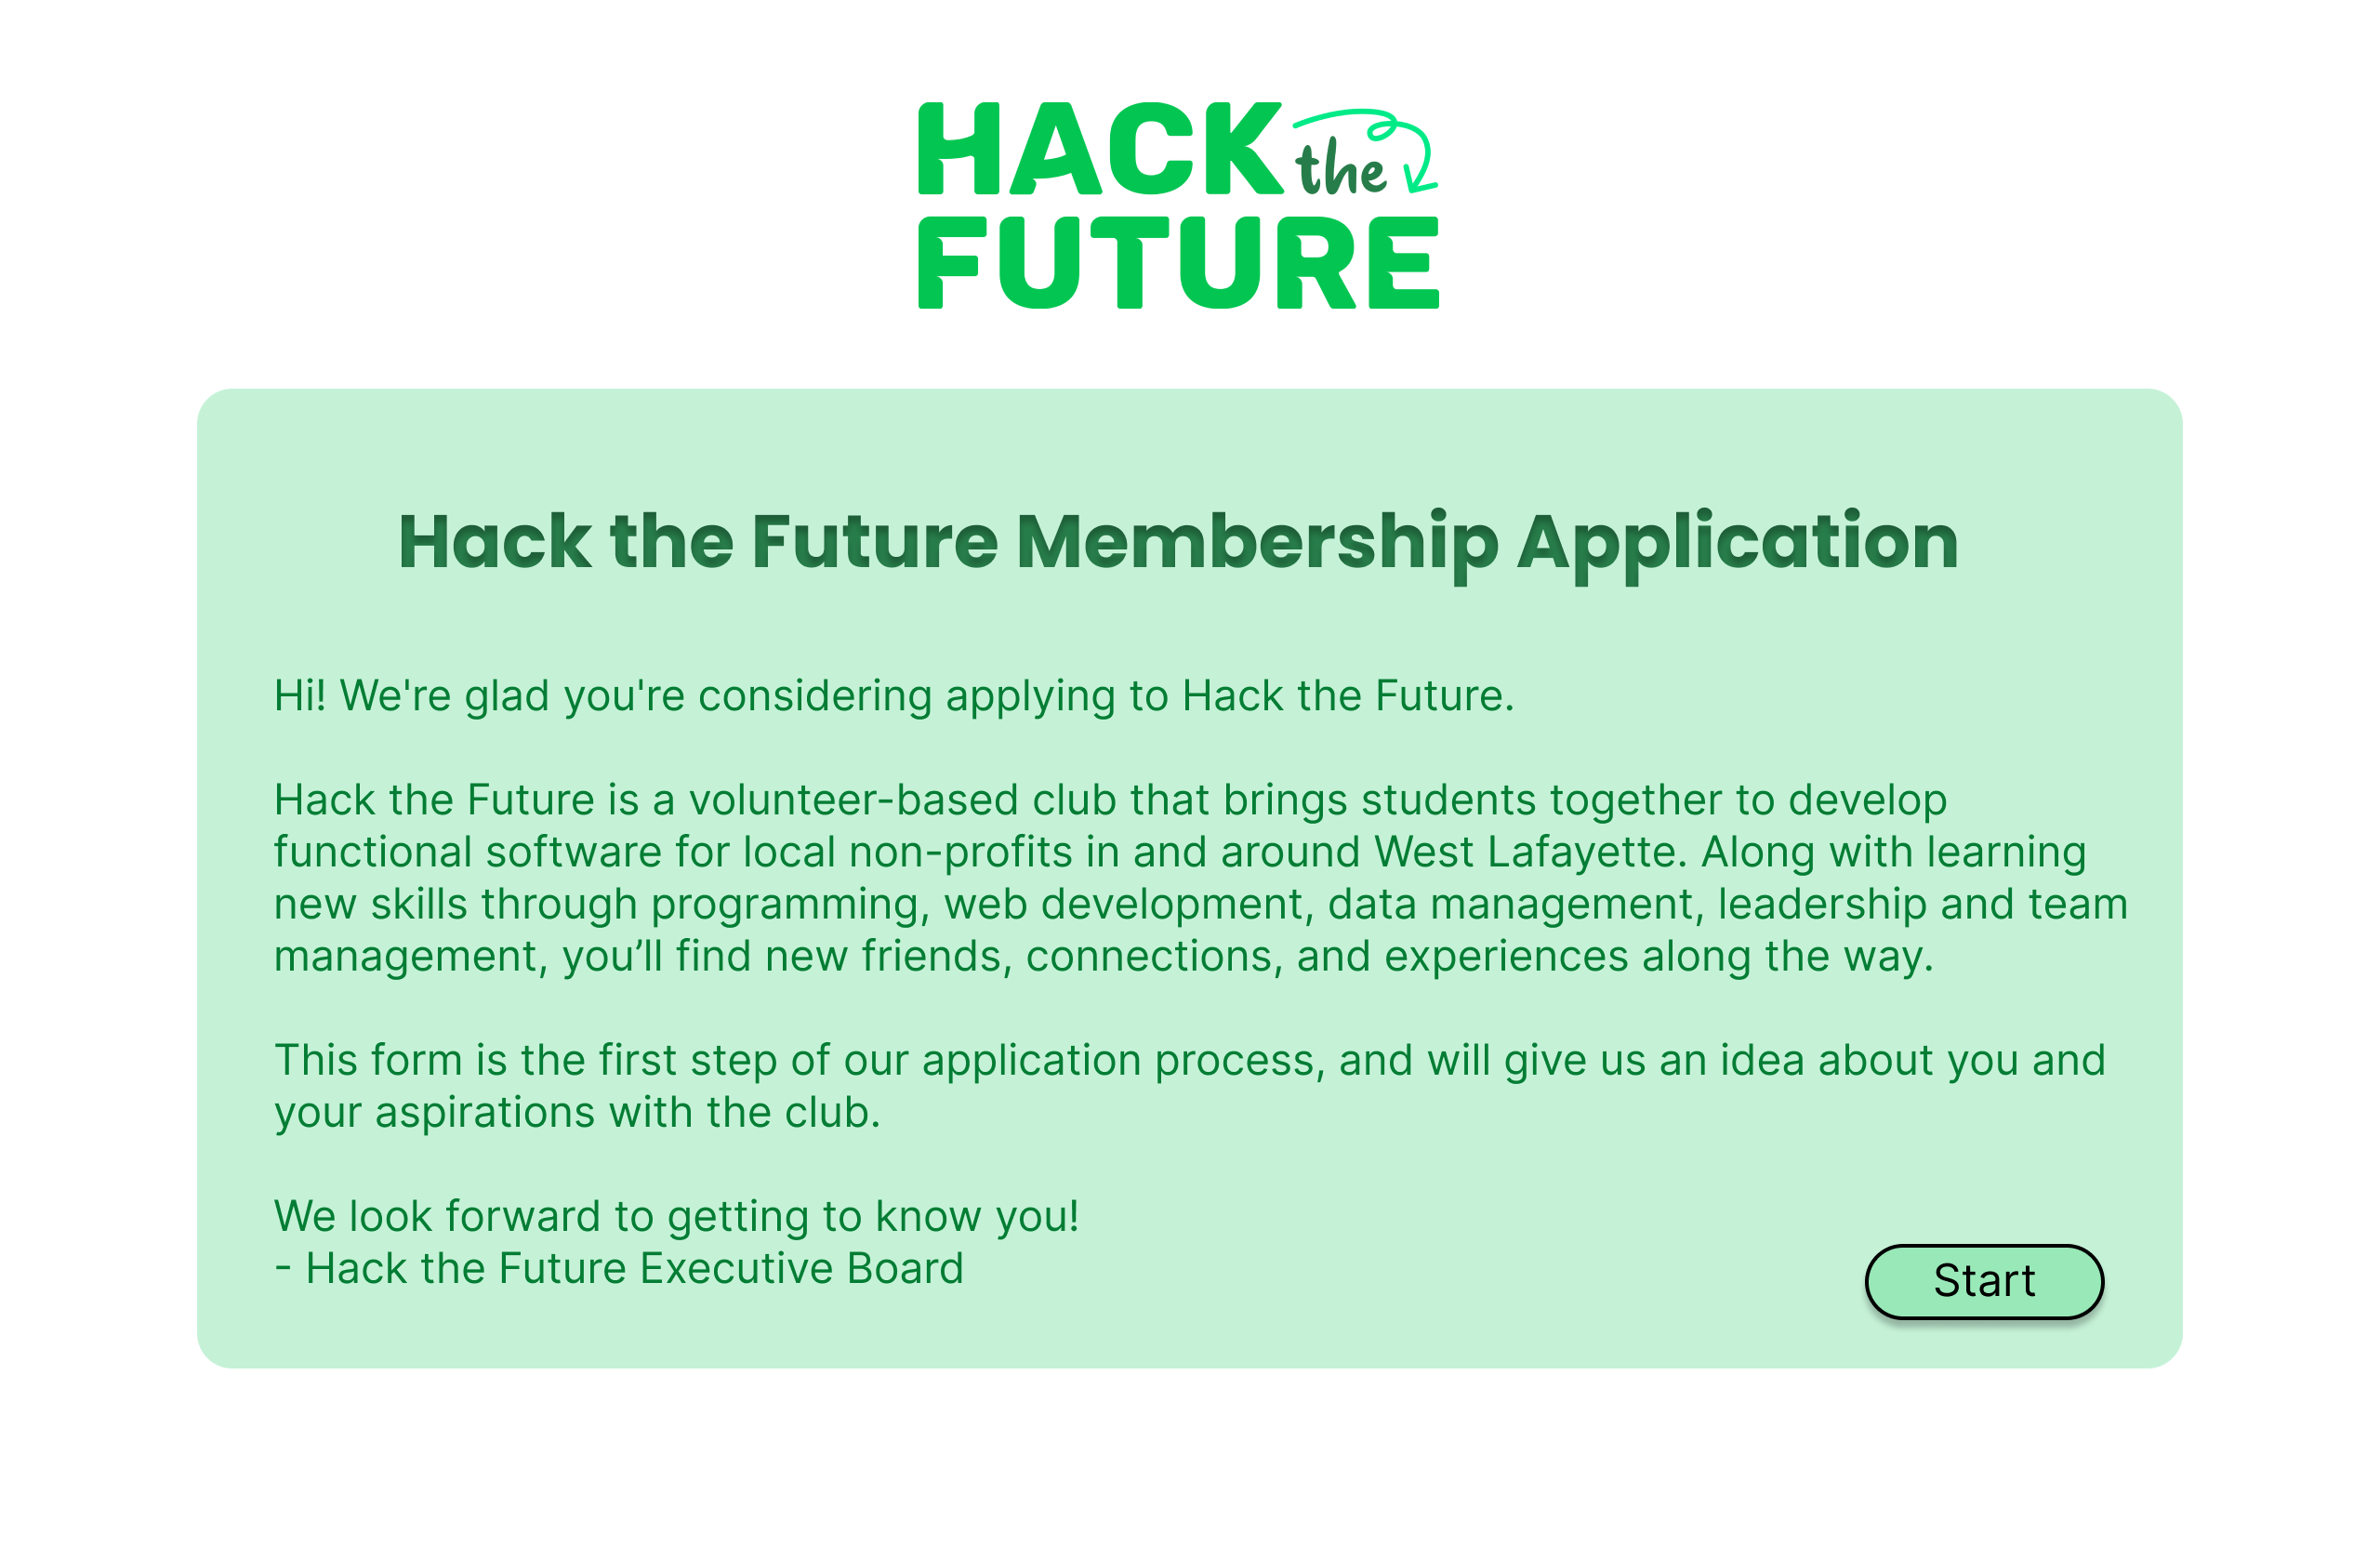 HACK the
FUTURE
Hack the Future Membership Application
Hi! We're glad you're considering applying to Hack the Future.
Hack the Future is a volunteer-based club that brings students together to develop
functional software for local non-profits in and around West Lafayette. Along with learning
new skills through programming, web development, data management, leadership and team
management, you’ll find new friends, connections, and experiences along the way.
This form is the first step of our application process, and will give us an idea about you and
your aspirations with the club.
We look forward to getting to know you!
- Hack the Future Executive Board
Start